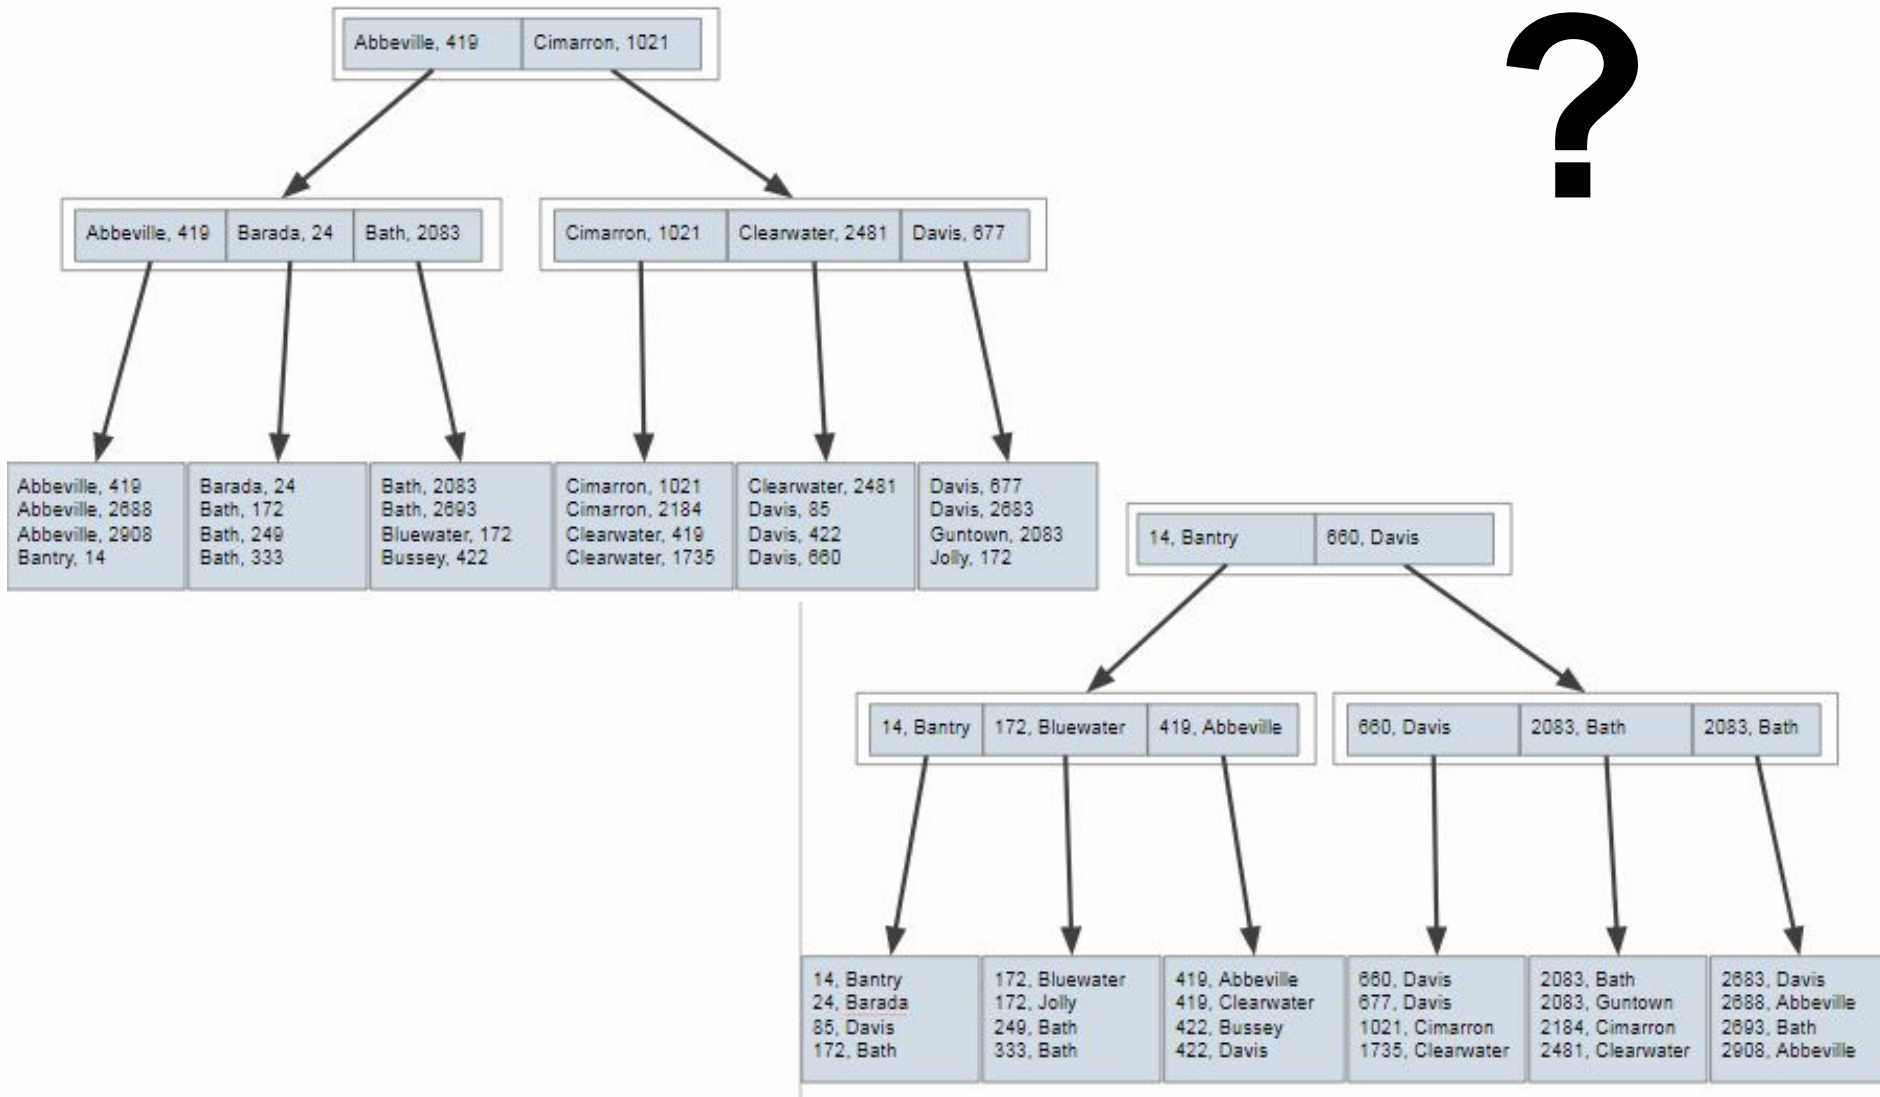 ?
Abbeville, 419
Cimarron, 1021
Abbeville, 419
Barada, 24
Bath, 2083
Cimarron, 1021
Clearwater, 2481
Davis, 677
Abbeville, 419
Abbeville, 2688
Abbeville, 2908
Bantry, 14
Barada, 24
Bath, 172
Bath, 249
Bath, 333
Bath, 2083
Bath, 2693
Bluewater, 172
Bussey, 422
Cimarron, 1021
Cimarron, 2184
Clearwater, 419
Clearwater, 1735
Clearwater, 2481
Davis, 85
Davis, 422
Davis, 660
Davis, 677
Davis, 2683
Guntown, 2083
Jolly, 172
14, Bantry
660, Davis
14, Bantry
172, Bluewater
419, Abbeville
660, Davis
2083, Bath
2083, Bath
14, Bantry
24, Barada
85, Davis
172, Bath
172, Bluewater
172, Jolly
249, Bath
333, Bath
419, Abbeville
419, Clearwater
422, Bussey
422, Davis
660, Davis
677, Davis
1021, Cimarron
1735, Clearwater
2083, Bath
2083, Guntown
2184, Cimarron
2481, Clearwater
2683, Davis
2688, Abbeville
2693, Bath
2908, Abbeville